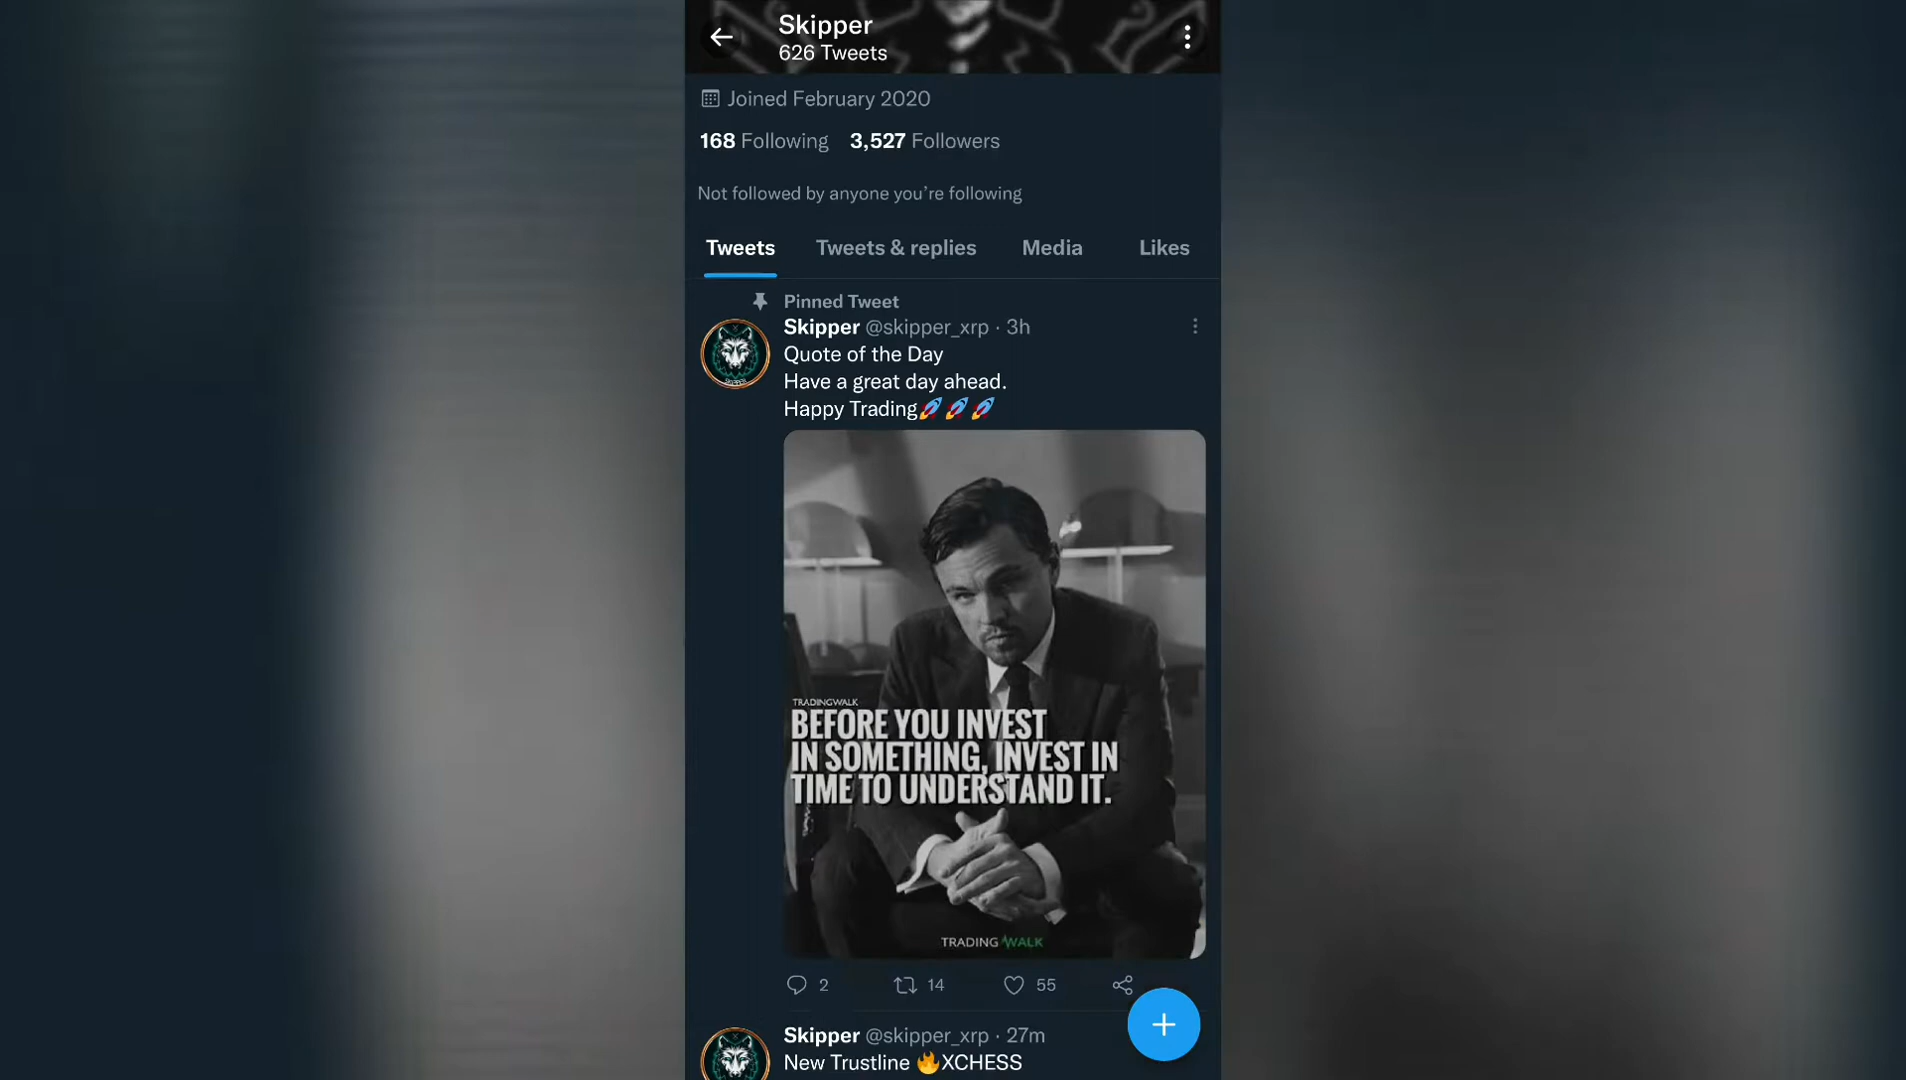 Skipper
626 Tweets
Joined February 2020
168 Following 3,527 Followers
Not followed by anyone you're following
Tweets Tweets & replies Media Likes
Pinned Tweet
Skipper @skipper_xrp · 3h
Quote of the Day
Have a great day ahead.
Happy Trading🚀🚀🚀
TRADINGWALK
BEFORE YOU INVEST
IN SOMETHING, INVEST IN
TIME TO UNDERSTAND IT.
TRADING WALK
2 14 55
Skipper @skipper_xrp · 27m
New Trustline 🔥XCHESS